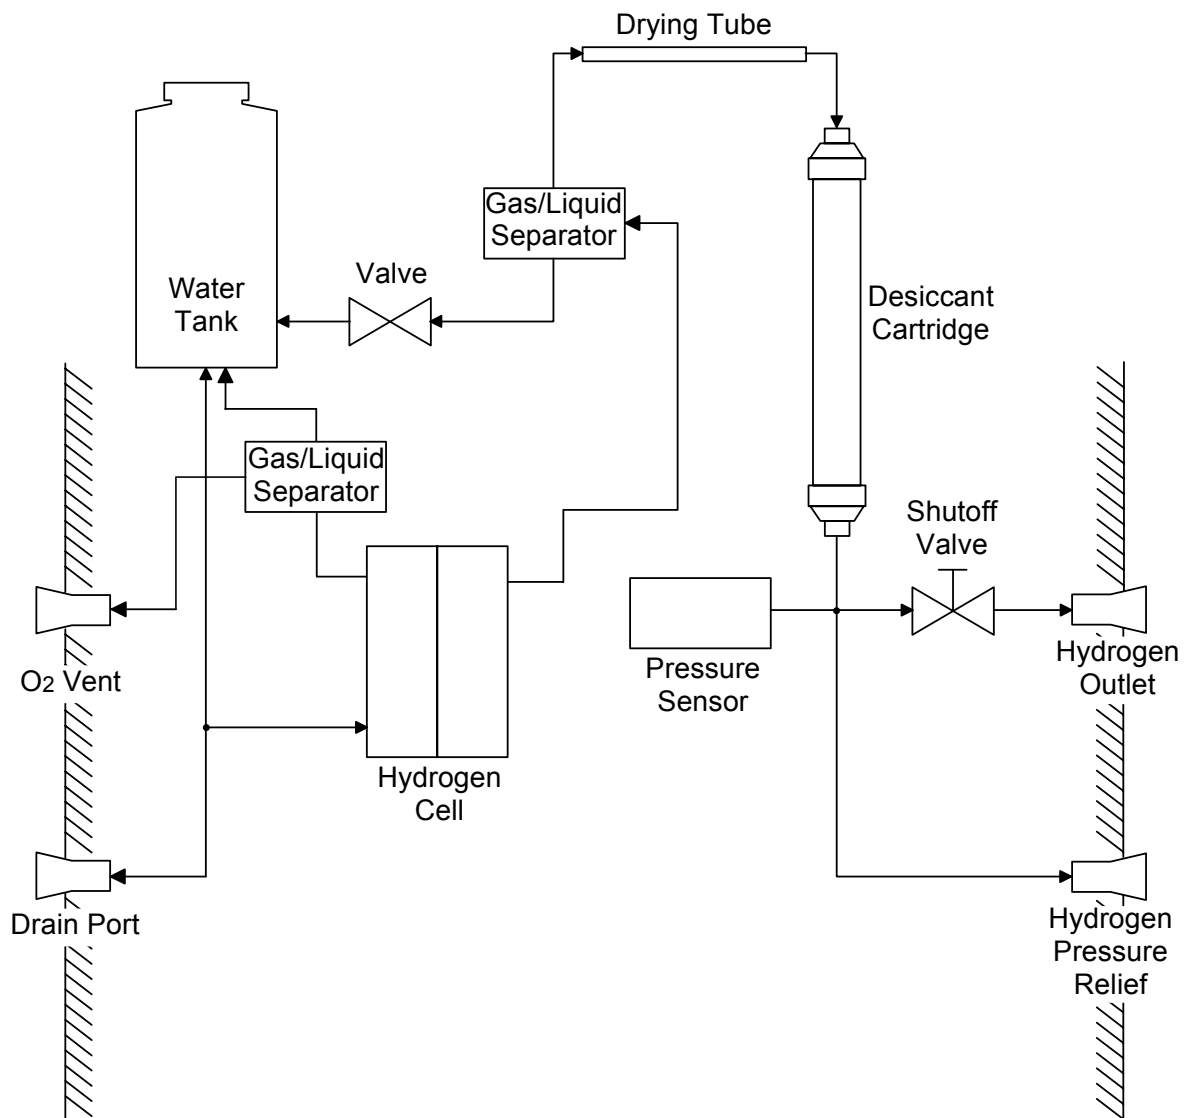 Drying Tube
Gas/Liquid
Separator
Valve
Water
Tank
Desiccant
Cartridge
Gas/Liquid
Separator
Shutoff
Valve
Pressure
Sensor
Hydrogen
Outlet
O2 Vent
Hydrogen
Cell
Drain Port
Hydrogen
Pressure
Relief